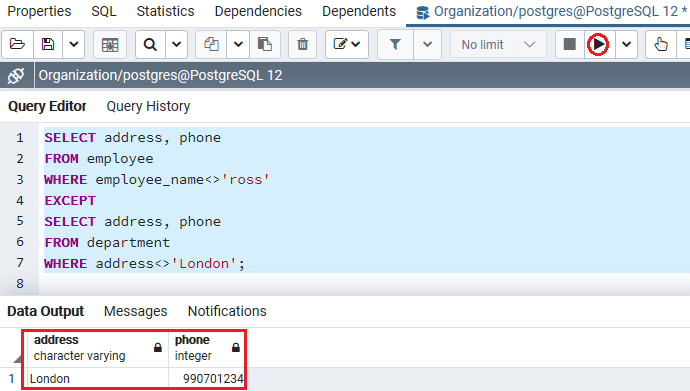 Properties SQL Statistics Dependencies Dependents Organization/postgres@PostgreSQL 12 *
No limit
Organization/postgres@PostgreSQL 12
Query Editor Query History
1 SELECT address, phone
2 FROM employee
3 WHERE employee_name<>'ross'
4 EXCEPT
5 SELECT address, phone
6 FROM department
7 WHERE address<>'London';
8
Data Output Messages Notifications
address phone
character varying integer
1 London 990701234